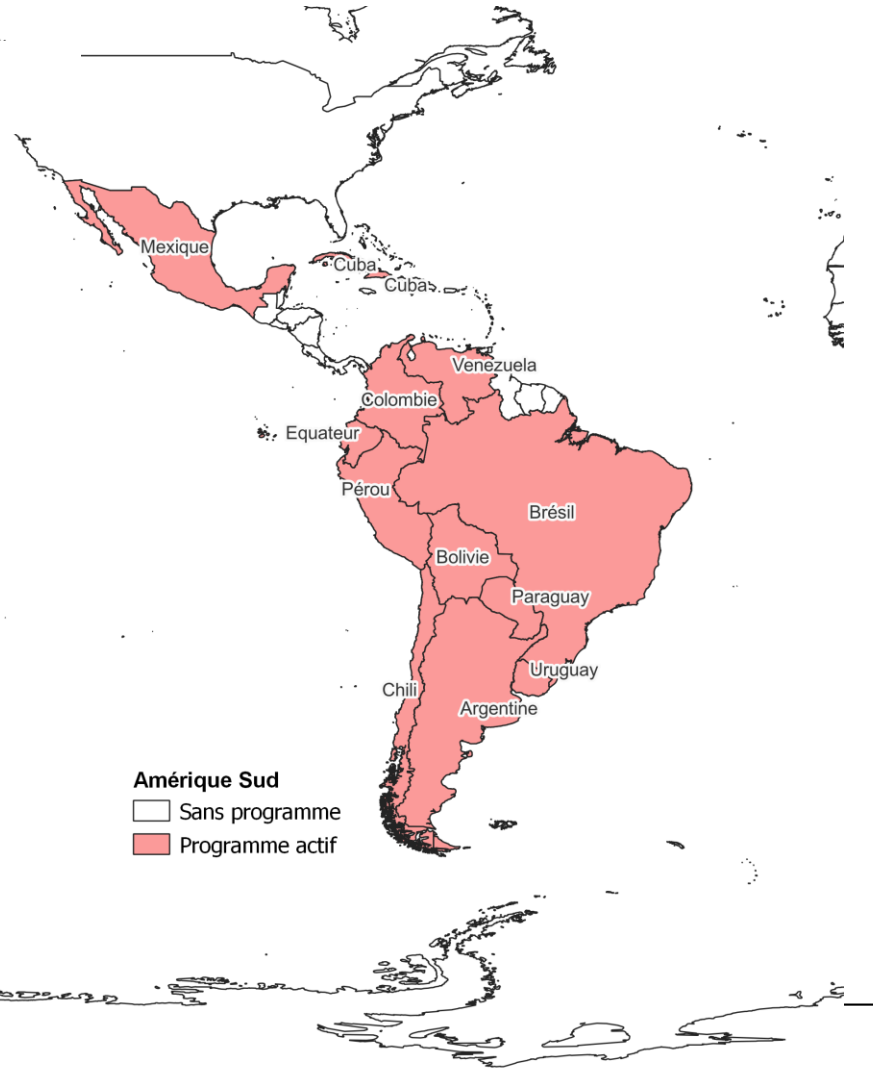 Mexique
Cuba
Cuba
Venezuela
Colombie
Equateur
Pérou
Brésil
Bolivie
Paraguay
Uruguay
Chili
Argentine
Amérique Sud
Sans programme
Programme actif